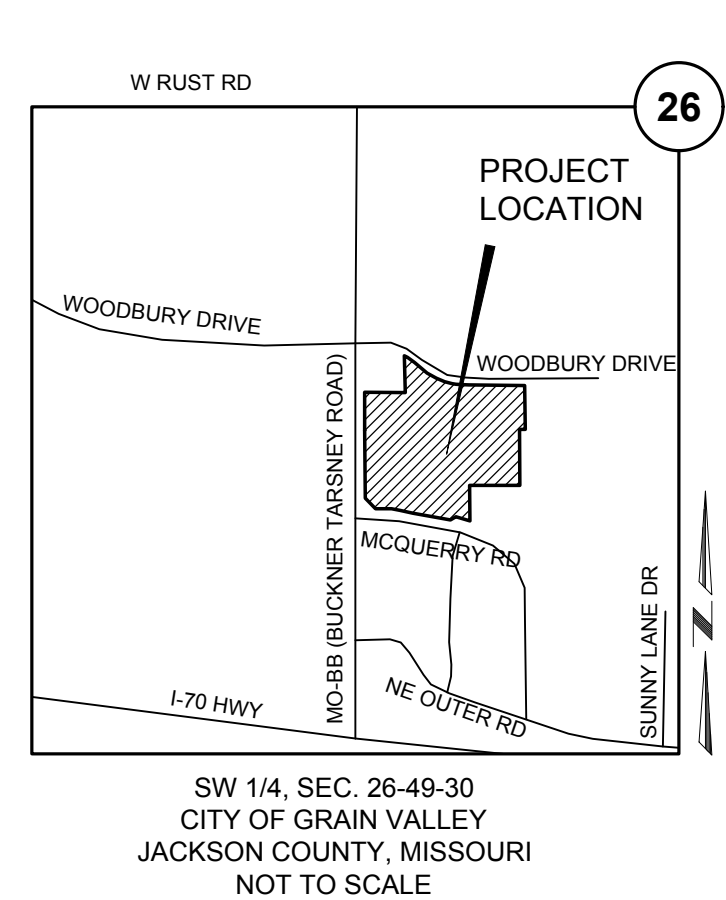 W RUST RD
26
PROJECT
LOCATION
WOODBURY DRIVE
WOODBURY DRIVE
MO-BB (BUCKNER TARSNEY ROAD)
MCQUERRY RD
SUNNY LANE DR
N
I-70 HWY
NE OUTER RD
SW 1/4, SEC. 26-49-30
CITY OF GRAIN VALLEY
JACKSON COUNTY, MISSOURI
NOT TO SCALE